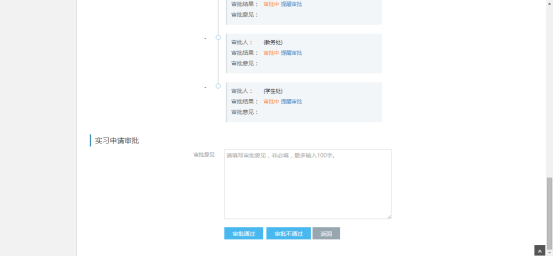 审批结果： 审批中 提醒审批
审批意见：
审批人： (教务处)
审批结果： 审批中 提醒审批
审批意见：
审批人： (学生处)
审批结果： 审批中 提醒审批
审批意见：
实习申请审批
审批意见 请填写审批意见，非必填，最多输入100字。
审批通过 审批不通过 返回